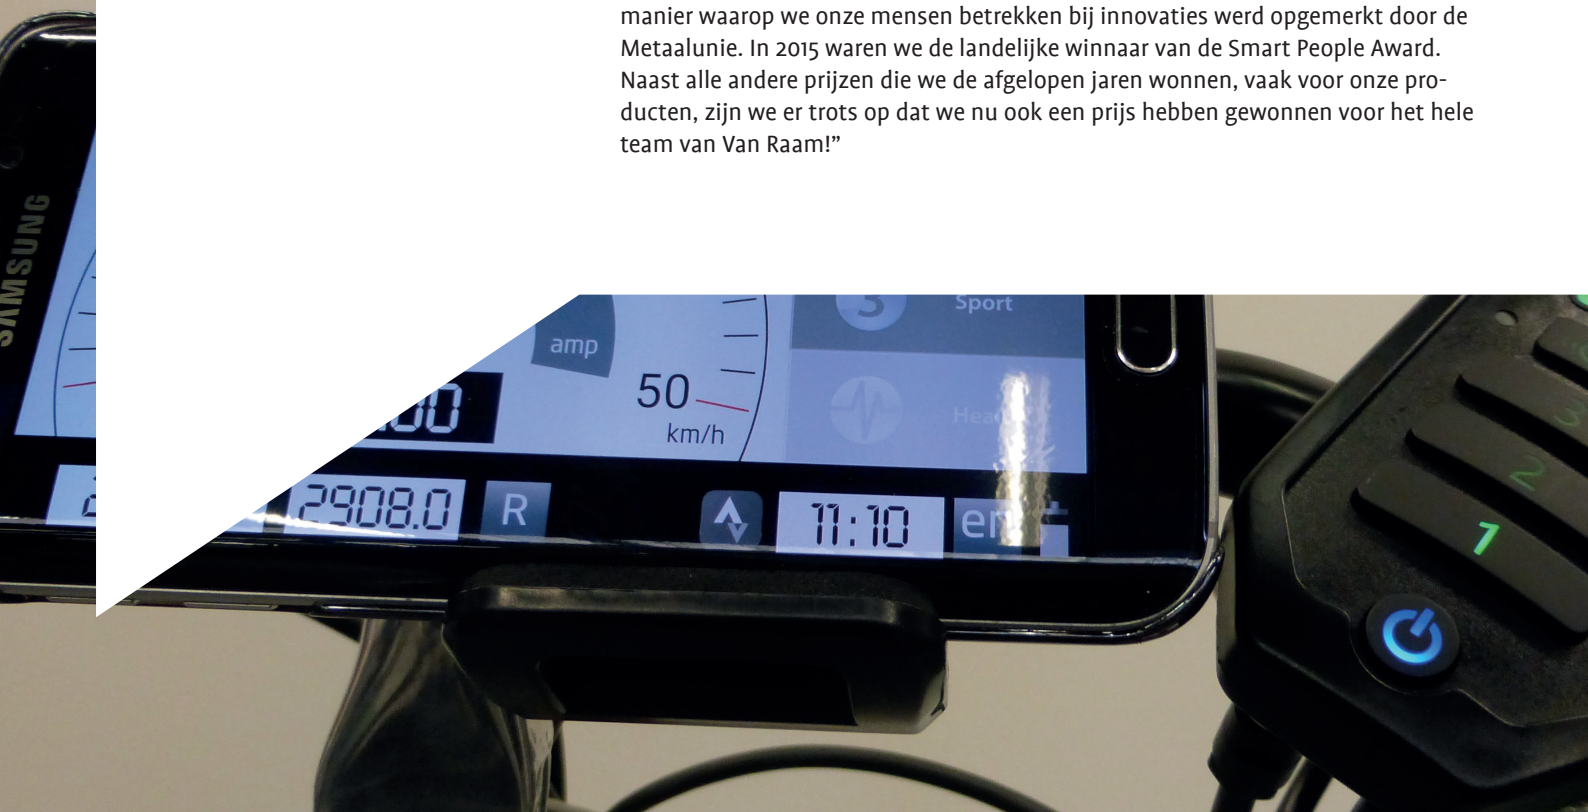 manier waarop we onze mensen betrekken bij innovaties werd opgemerkt door de
Metaalunie. In 2015 waren we de landelijke winnaar van de Smart People Award.
Naast alle andere prijzen die we de afgelopen jaren wonnen, vaak voor onze pro-
ducten, zijn we er trots op dat we nu ook een prijs hebben gewonnen voor het hele
team van Van Raam!”
SAMSUNG
3 Sport
amp
50
km/h
2908.0 R
11:10
3
2
1